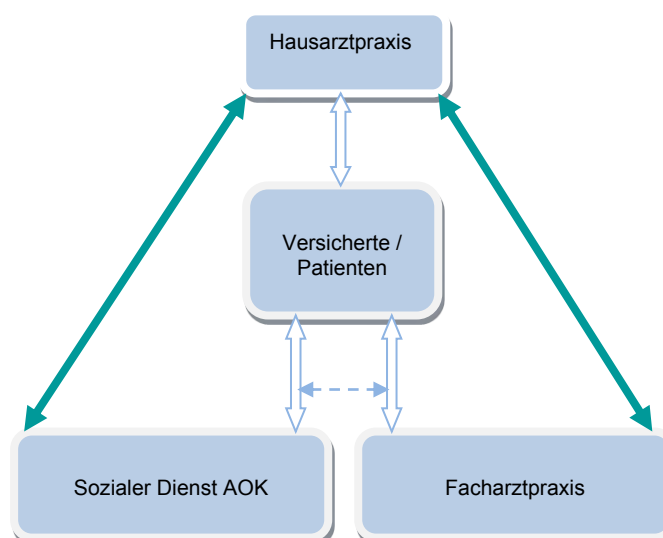 Hausarztpraxis
Versicherte /
Patienten
Sozialer Dienst AOK
Facharztpraxis